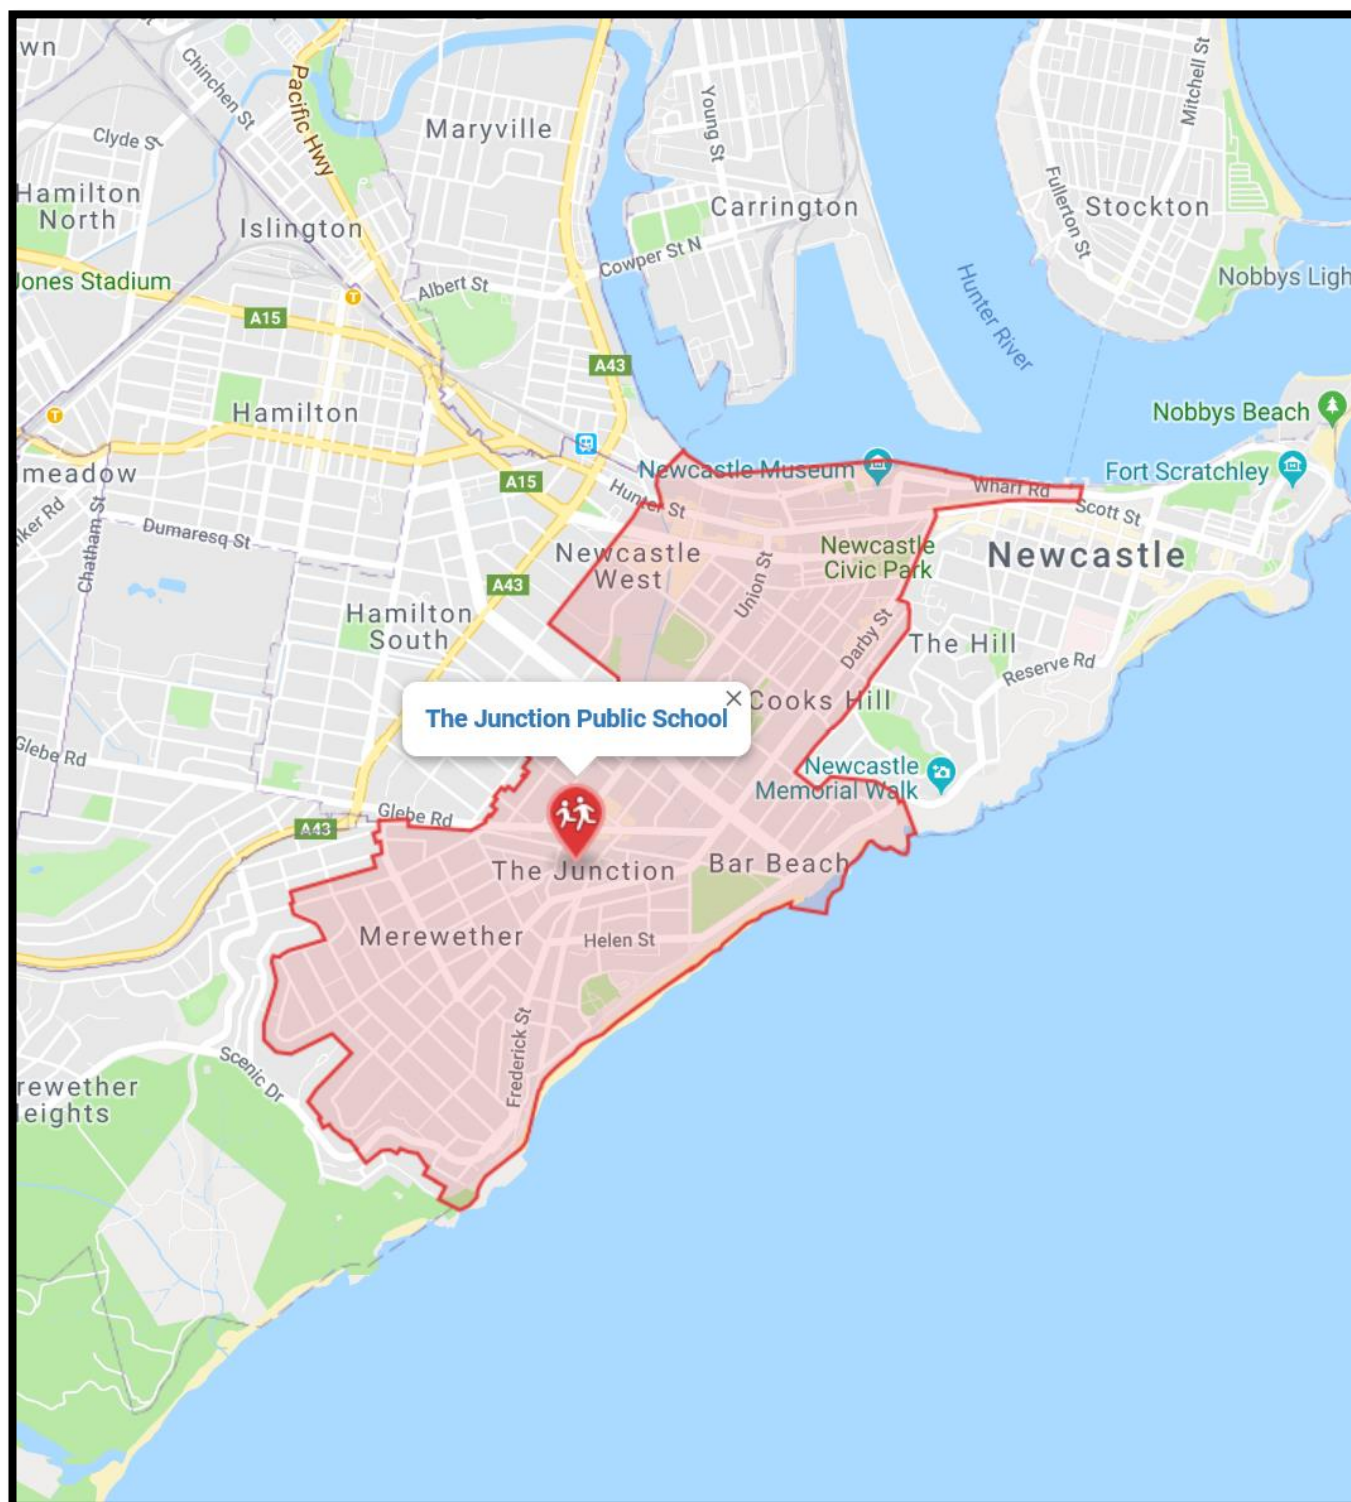 wn
Chinchen St
Pacific Hwy
Mitchell St
Clyde St
Maryville
Young St
Hamilton
North
Islington
Carrington
Fullerton St
Stockton
Cowper St N
Jones Stadium
Albert St
Hunter River
Nobbys Ligh
A15
A43
Hamilton
Nobbys Beach
meadow
A15
Newcastle Museum
Fort Scratchley
Hunter St
Wharf Rd
Scott St
nker Rd
Chatham St
Dumaresq St
Newcastle
West
Union St
Newcastle
Civic Park
Newcastle
A43
Hamilton
South
Darby St
The Hill
Reserve Rd
The Junction Public School
Cooks Hill
Glebe Rd
Newcastle
Memorial Walk
Glebe Rd
A43
The Junction
Bar Beach
Merewether
Helen St
Frederick St
Scenic Dr
rewether
Heights